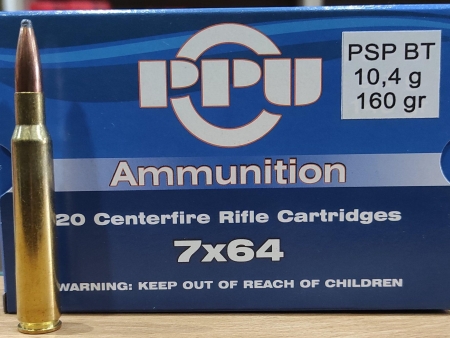 PPU
PSP BT
10,4 g
160 gr
Ammunition
20 Centerfire Rifle Cartridges
7x64
WARNING: KEEP OUT OF REACH OF CHILDREN